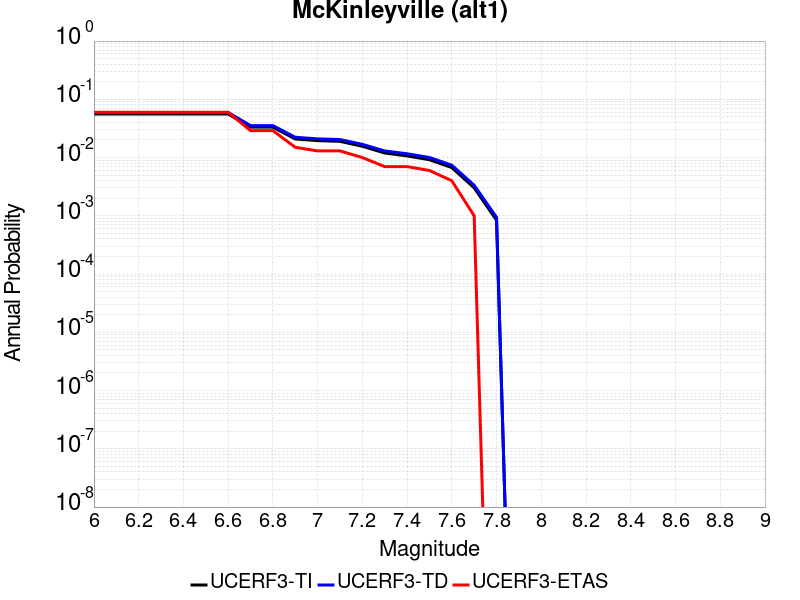 McKinleyville (alt1)
10^0
10^-1
10^-2
10^-3
10^-4
10^-5
10^-6
10^-7
10^-8
Annual Probability
6 6.2 6.4 6.6 6.8 7 7.2 7.4 7.6 7.8 8 8.2 8.4 8.6 8.8 9
Magnitude
UCERF3-TI UCERF3-TD UCERF3-ETAS